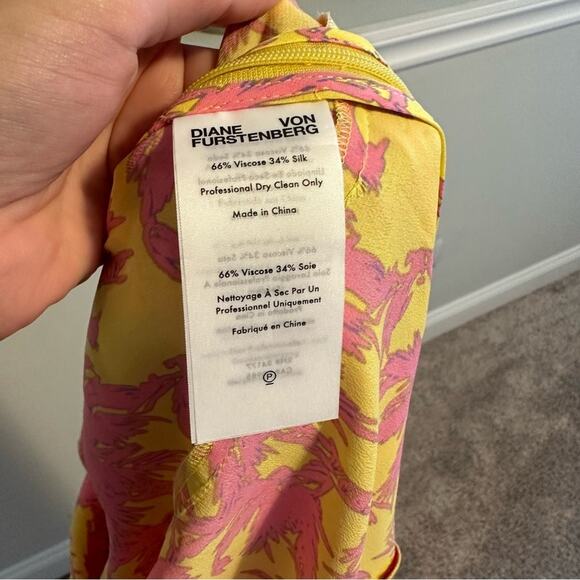 DIANE VON
FURSTENBERG
66% Viscose 34% Silk
Professional Dry Clean Only
Made in China
66% Viscose 34% Soie
Nettoyage À Sec Par Un
Professionnel Uniquement
Fabriqué en Chine
P